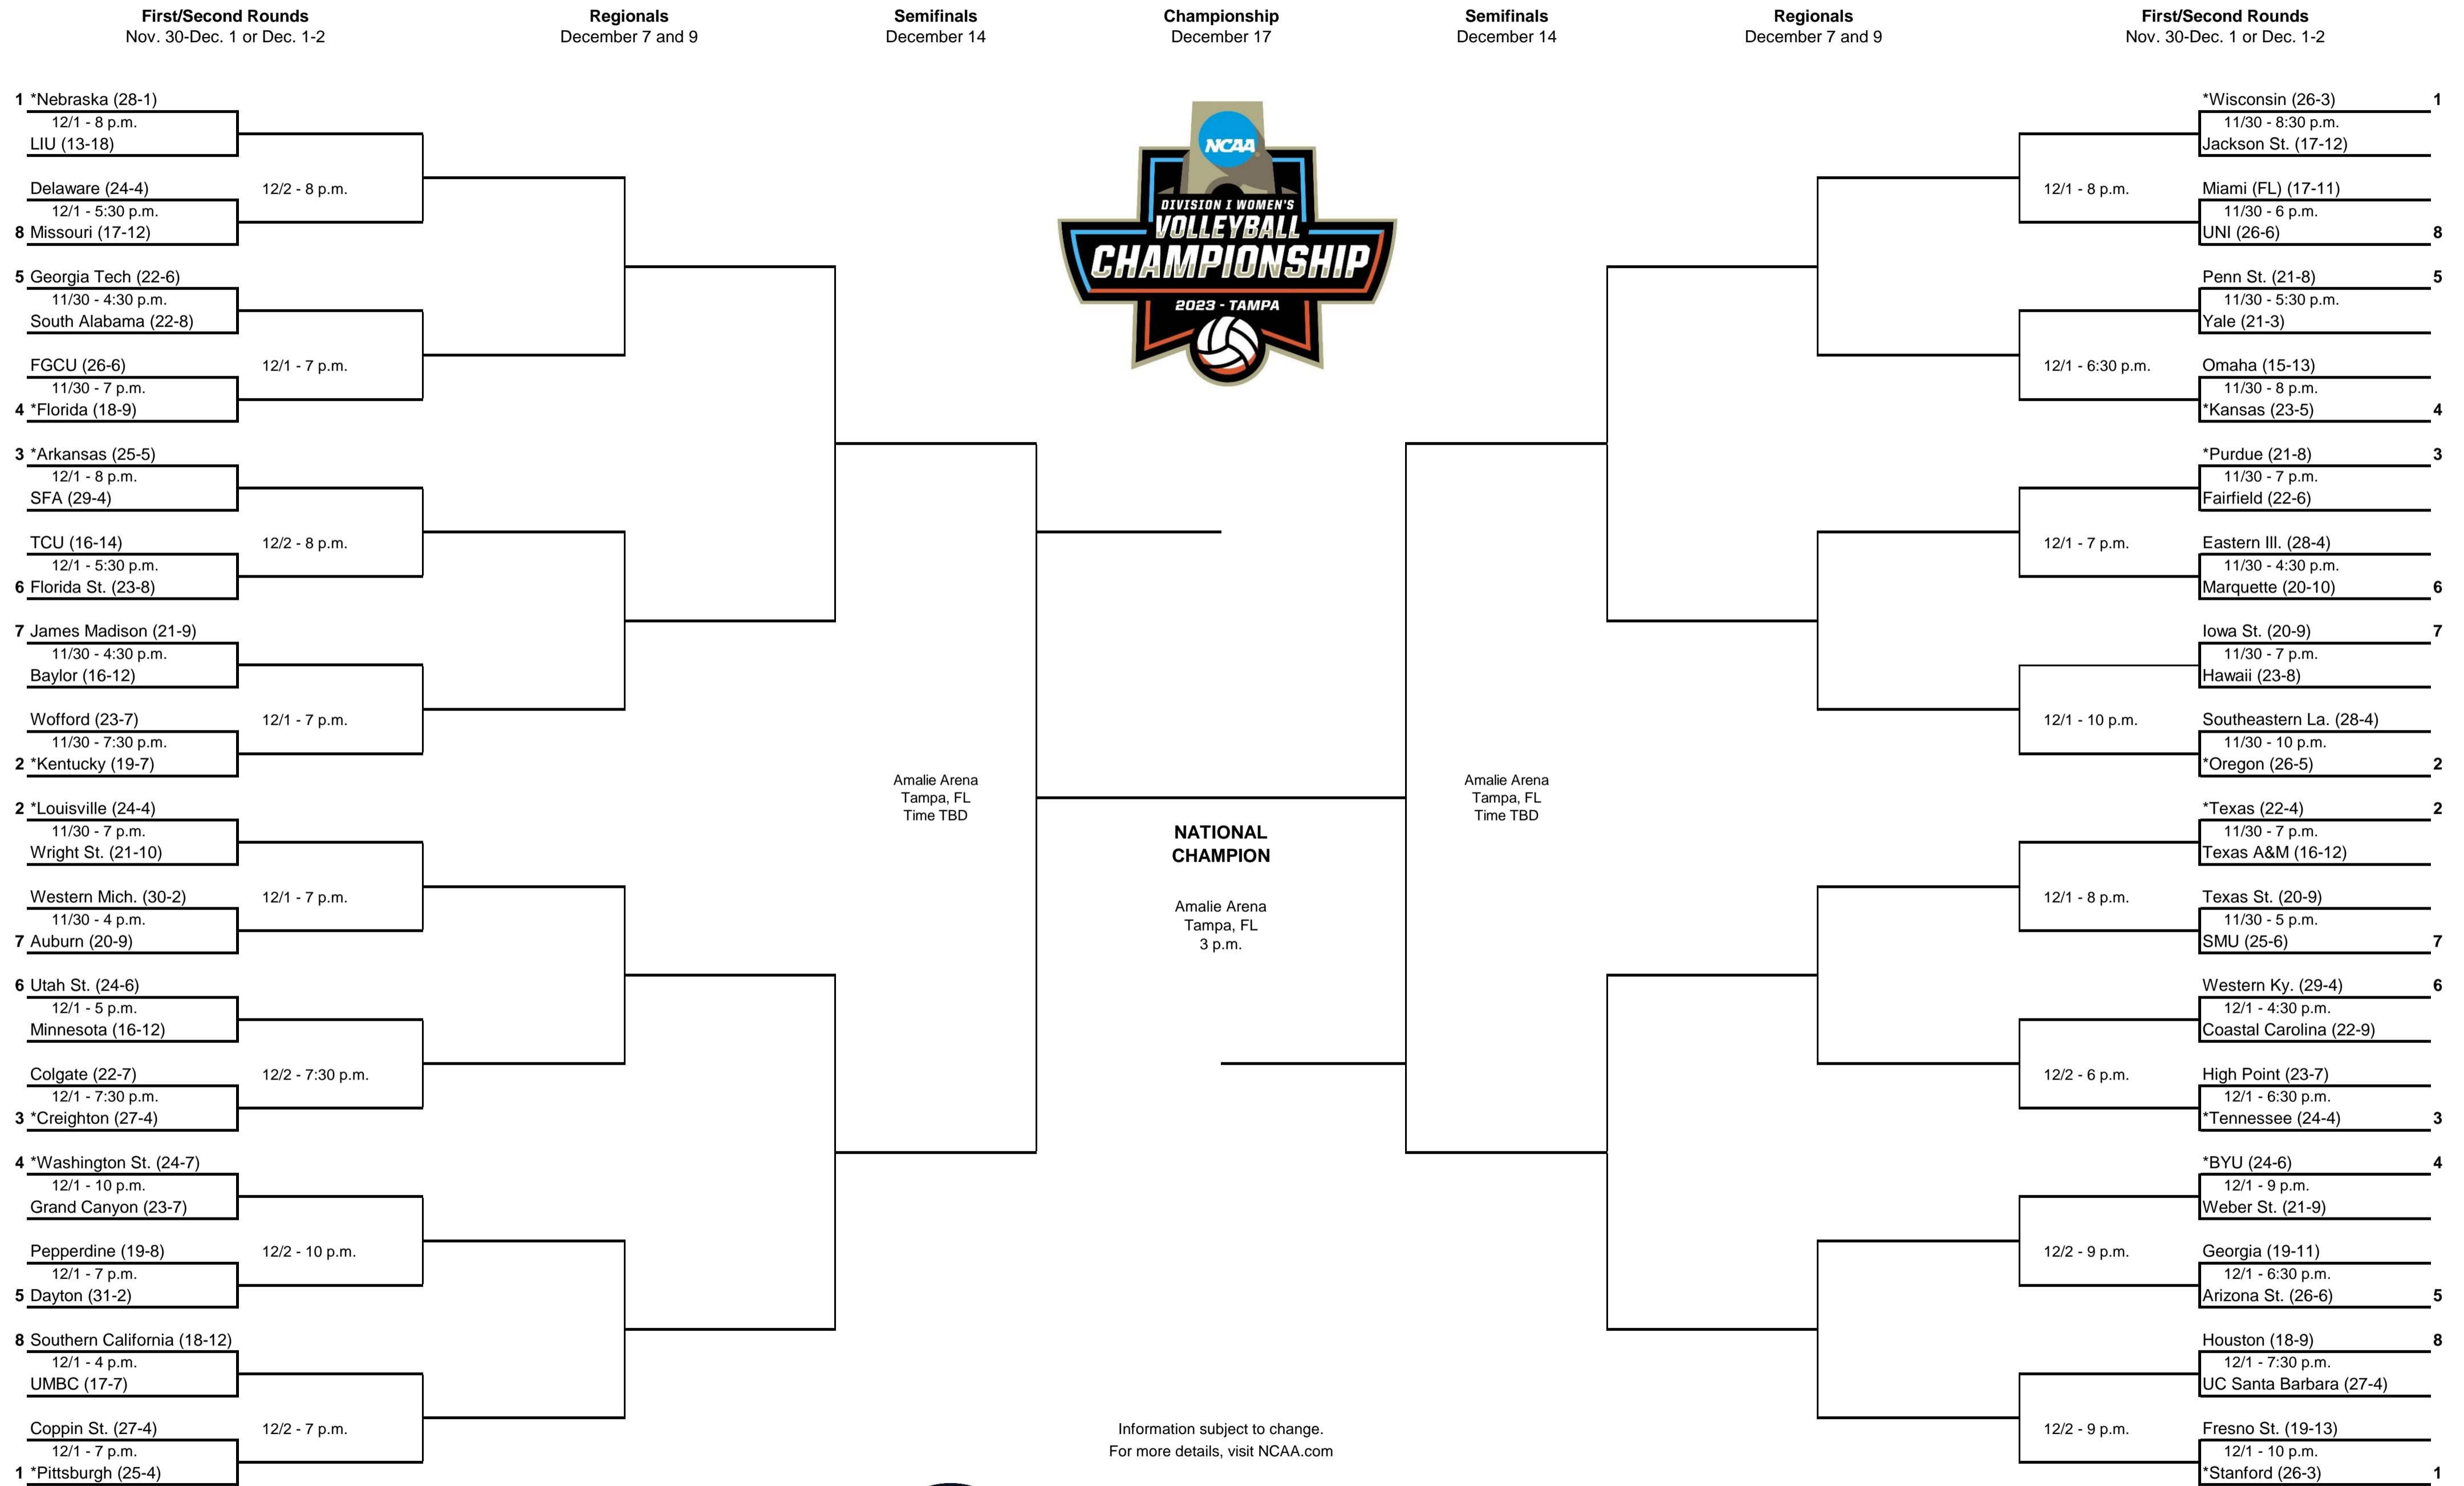 First/Second Rounds
Nov. 30-Dec. 1 or Dec. 1-2
Regionals
December 7 and 9
Semifinals
December 14
Championship
December 17
Semifinals
December 14
Regionals
December 7 and 9
First/Second Rounds
Nov. 30-Dec. 1 or Dec. 1-2
1 *Nebraska (28-1)
12/1 - 8 p.m.
LIU (13-18)
12/2 - 8 p.m.
Delaware (24-4)
12/1 - 5:30 p.m.
8 Missouri (17-12)
5 Georgia Tech (22-6)
11/30 - 4:30 p.m.
South Alabama (22-8)
12/1 - 7 p.m.
FGCU (26-6)
11/30 - 7 p.m.
4 *Florida (18-9)
3 *Arkansas (25-5)
12/1 - 8 p.m.
SFA (29-4)
12/2 - 8 p.m.
TCU (16-14)
12/1 - 5:30 p.m.
6 Florida St. (23-8)
7 James Madison (21-9)
11/30 - 4:30 p.m.
Baylor (16-12)
12/1 - 7 p.m.
Wofford (23-7)
11/30 - 7:30 p.m.
2 *Kentucky (19-7)
2 *Louisville (24-4)
11/30 - 7 p.m.
Wright St. (21-10)
12/1 - 7 p.m.
Western Mich. (30-2)
11/30 - 4 p.m.
7 Auburn (20-9)
6 Utah St. (24-6)
12/1 - 5 p.m.
Minnesota (16-12)
12/2 - 7:30 p.m.
Colgate (22-7)
12/1 - 7:30 p.m.
3 *Creighton (27-4)
4 *Washington St. (24-7)
12/1 - 10 p.m.
Grand Canyon (23-7)
12/2 - 10 p.m.
Pepperdine (19-8)
12/1 - 7 p.m.
5 Dayton (31-2)
8 Southern California (18-12)
12/1 - 4 p.m.
UMBC (17-7)
12/2 - 7 p.m.
Coppin St. (27-4)
12/1 - 7 p.m.
1 *Pittsburgh (25-4)
Amalie Arena
Tampa, FL
Time TBD
NCAA
DIVISION I WOMEN'S
VOLLEYBALL
CHAMPIONSHIP
2023 - TAMPA
NATIONAL
CHAMPION
Amalie Arena
Tampa, FL
3 p.m.
Information subject to change.
For more details, visit NCAA.com
Amalie Arena
Tampa, FL
Time TBD
*Wisconsin (26-3) 1
11/30 - 8:30 p.m.
Jackson St. (17-12)
12/1 - 8 p.m.
Miami (FL) (17-11)
11/30 - 6 p.m.
UNI (26-6) 8
Penn St. (21-8) 5
11/30 - 5:30 p.m.
Yale (21-3)
12/1 - 6:30 p.m.
Omaha (15-13)
11/30 - 8 p.m.
*Kansas (23-5) 4
*Purdue (21-8) 3
11/30 - 7 p.m.
Fairfield (22-6)
12/1 - 7 p.m.
Eastern Ill. (28-4)
11/30 - 4:30 p.m.
Marquette (20-10) 6
Iowa St. (20-9) 7
11/30 - 7 p.m.
Hawaii (23-8)
12/1 - 10 p.m.
Southeastern La. (28-4)
11/30 - 10 p.m.
*Oregon (26-5) 2
*Texas (22-4) 2
11/30 - 7 p.m.
Texas A&M (16-12)
12/1 - 8 p.m.
Texas St. (20-9)
11/30 - 5 p.m.
SMU (25-6) 7
Western Ky. (29-4) 6
12/1 - 4:30 p.m.
Coastal Carolina (22-9)
12/2 - 6 p.m.
High Point (23-7)
12/1 - 6:30 p.m.
*Tennessee (24-4) 3
*BYU (24-6) 4
12/1 - 9 p.m.
Weber St. (21-9)
12/2 - 9 p.m.
Georgia (19-11)
12/1 - 6:30 p.m.
Arizona St. (26-6) 5
Houston (18-9) 8
12/1 - 7:30 p.m.
UC Santa Barbara (27-4)
12/2 - 9 p.m.
Fresno St. (19-13)
12/1 - 10 p.m.
*Stanford (26-3) 1